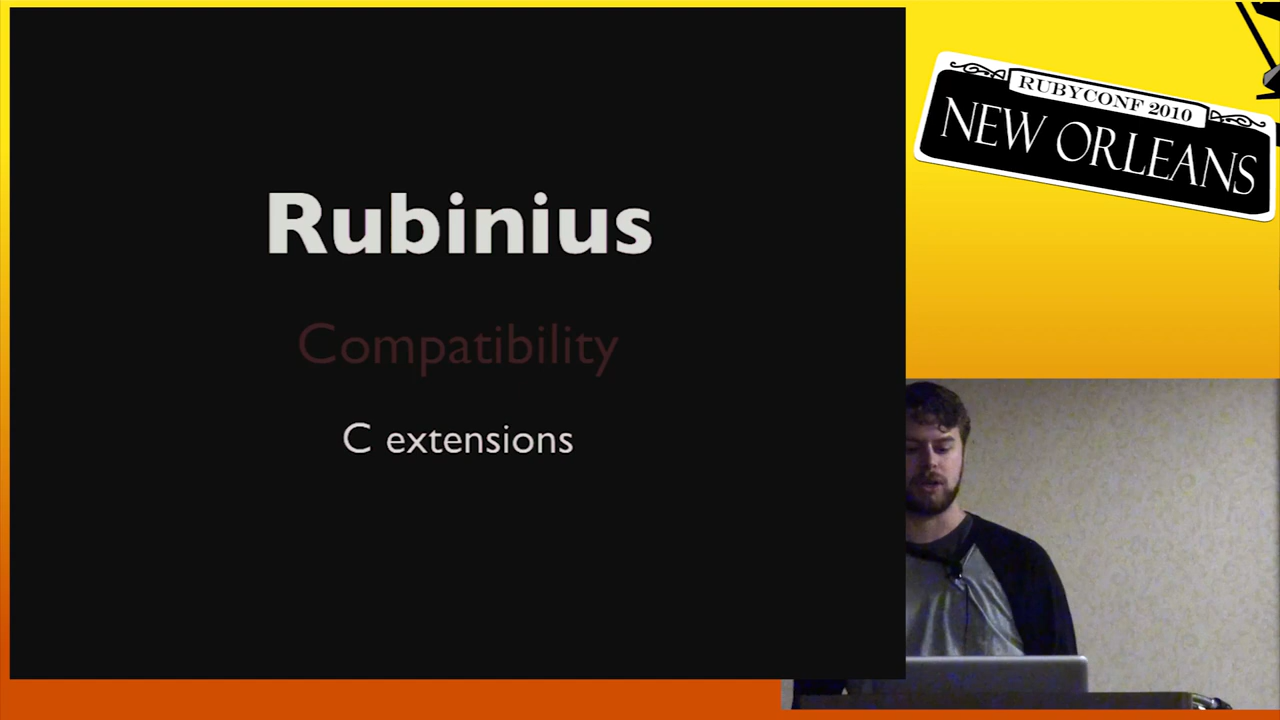 Rubinius
Compatibility
C extensions
RUBYCONF 2010
NEW ORLEANS